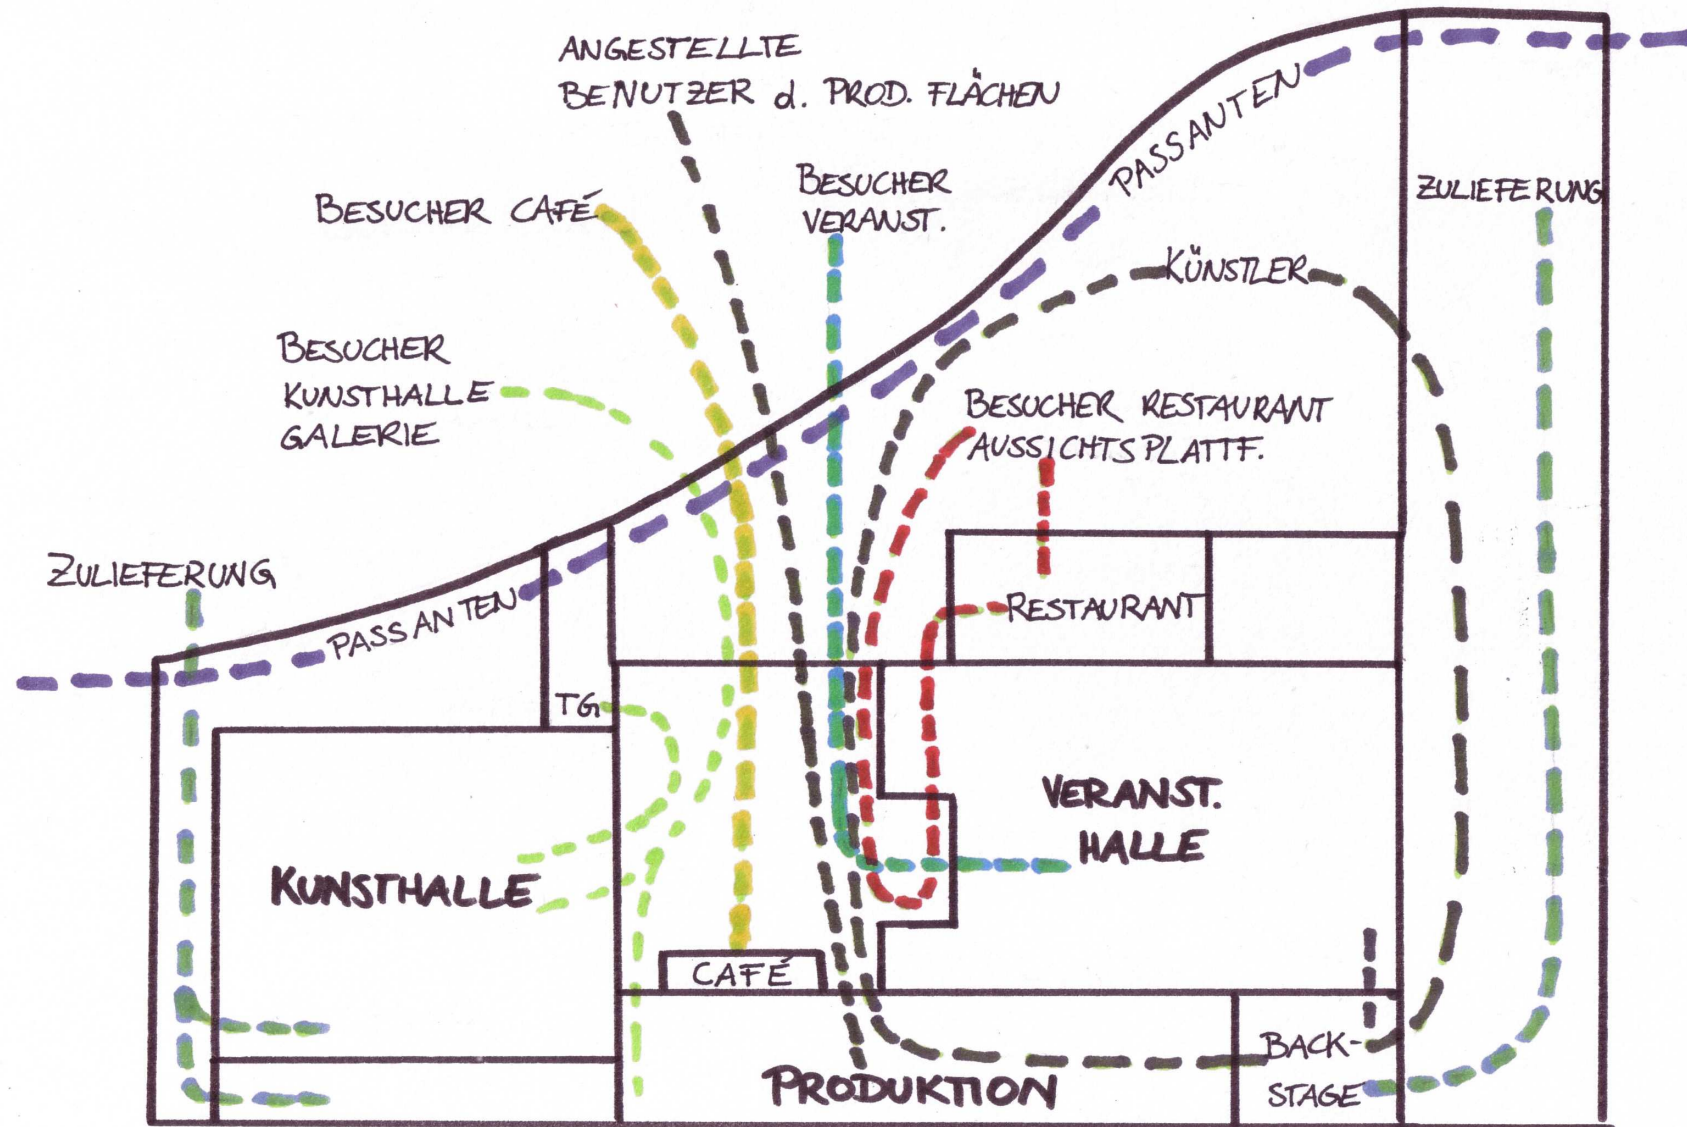 ANGESTELLTE
BENUTZER d. PROD. FLÄCHEN
BESUCHER CAFÉ
BESUCHER
VERANST.
PASSANTEN
ZULIEFERUNG
KÜNSTLER
BESUCHER
KUNSTHALLE
GALERIE
BESUCHER RESTAURANT
AUSSICHTSPLATTF.
ZULIEFERUNG
PASSANTEN
RESTAURANT
TG
VERANST.
HALLE
KUNSTHALLE
CAFÉ
PRODUKTION
BACK-
STAGE